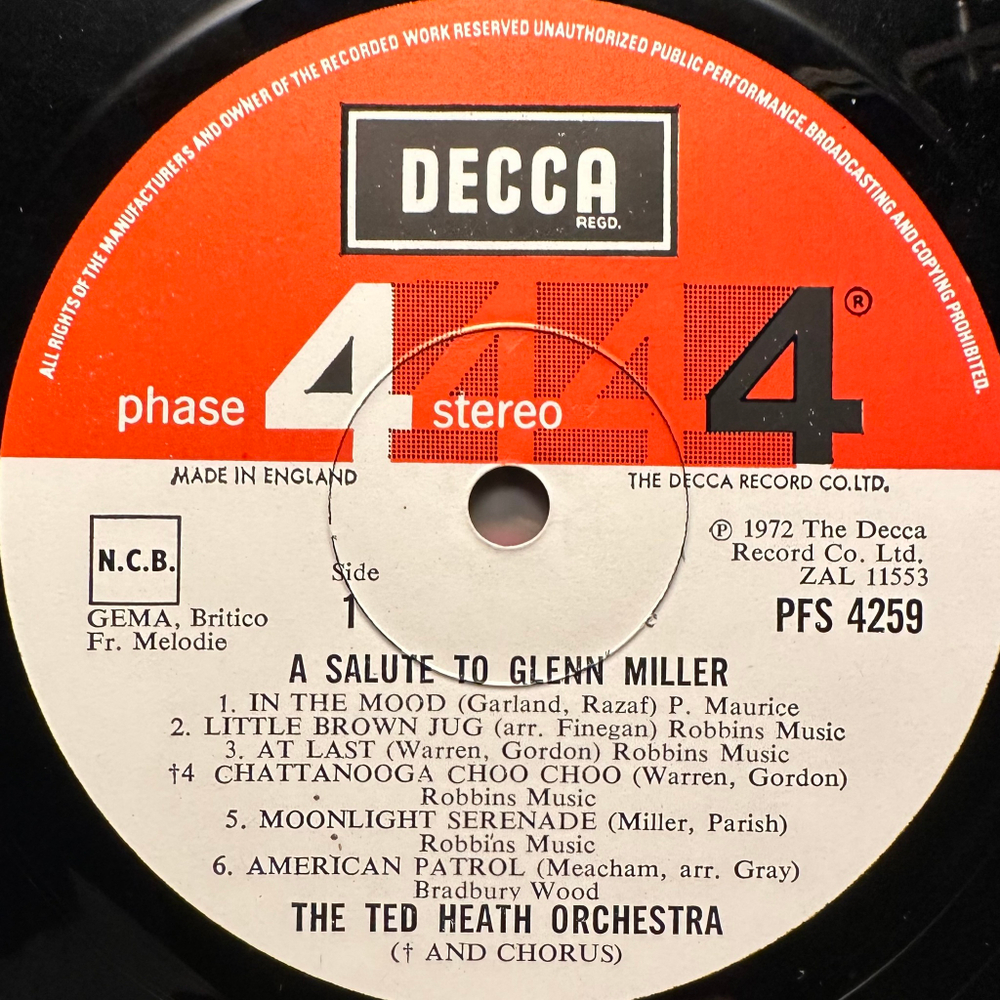 ALL RIGHTS OF THE MANUFACTURERS AND OWNER OF THE RECORDED WORK RESERVED UNAUTHORIZED PUBLIC PERFORMANCE, BROADCASTING AND COPYING PROHIBITED.
DECCA
REGD.
4 4 4 4 ®
phase stereo
MADE IN ENGLAND THE DECCA RECORD CO. LTD.
N.C.B.
GEMA, Britico
Fr. Melodie
Side
1
℗ 1972 The Decca
Record Co. Ltd.
ZAL 11553
PFS 4259
A SALUTE TO GLENN MILLER
1. IN THE MOOD (Garland, Razaf) P. Maurice
2. LITTLE BROWN JUG (arr. Finegan) Robbins Music
3. AT LAST (Warren, Gordon) Robbins Music
†4 CHATTANOOGA CHOO CHOO (Warren, Gordon)
Robbins Music
5. MOONLIGHT SERENADE (Miller, Parish)
Robbins Music
6. AMERICAN PATROL (Meacham, arr. Gray)
Bradbury Wood
THE TED HEATH ORCHESTRA
(† AND CHORUS)